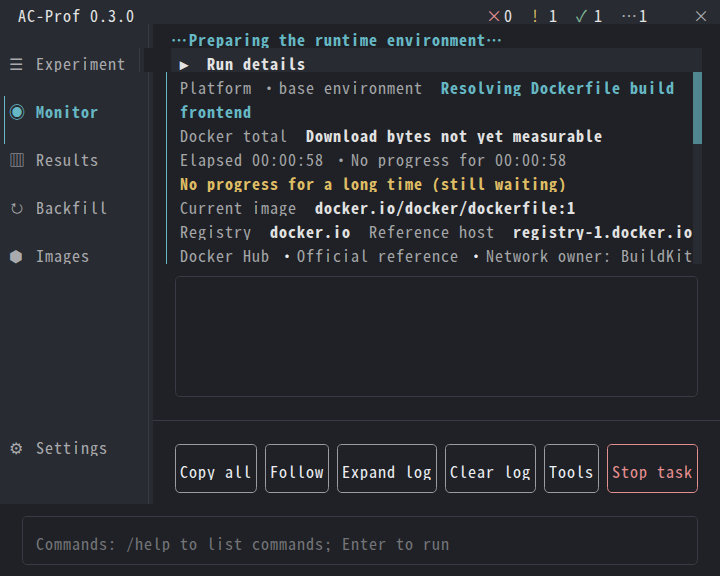 AC-Prof 0.3.0
✕0 ! 1 ✓1 ⋯1 ✕
⋯Preparing the runtime environment⋯
☰ Experiment
▶ Run details
Platform • base environment Resolving Dockerfile build
frontend
◉ Monitor
Docker total Download bytes not yet measurable
▥ Results
Elapsed 00:00:58 • No progress for 00:00:58
No progress for a long time (still waiting)
↻ Backfill
Current image docker.io/docker/dockerfile:1
Registry docker.io Reference host registry-1.docker.io
⬢ Images
Docker Hub • Official reference • Network owner: BuildKit
⚙ Settings
Copy all Follow Expand log Clear log Tools Stop task
Commands: /help to list commands; Enter to run